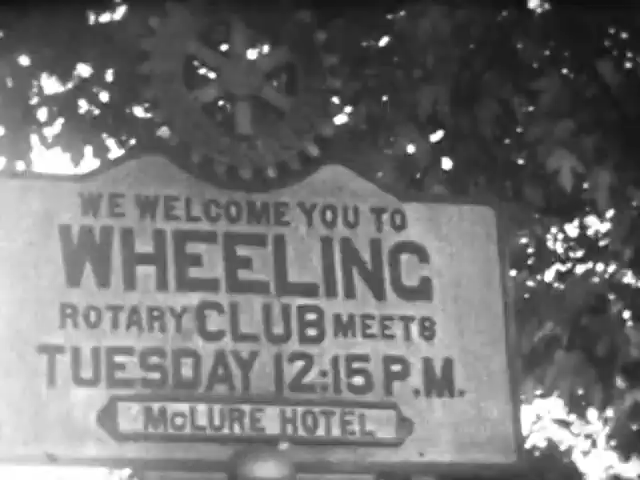 WE WELCOME YOU TO
WHEELING
ROTARY CLUB MEETS
TUESDAY 12:15 P.M.
McLURE HOTEL